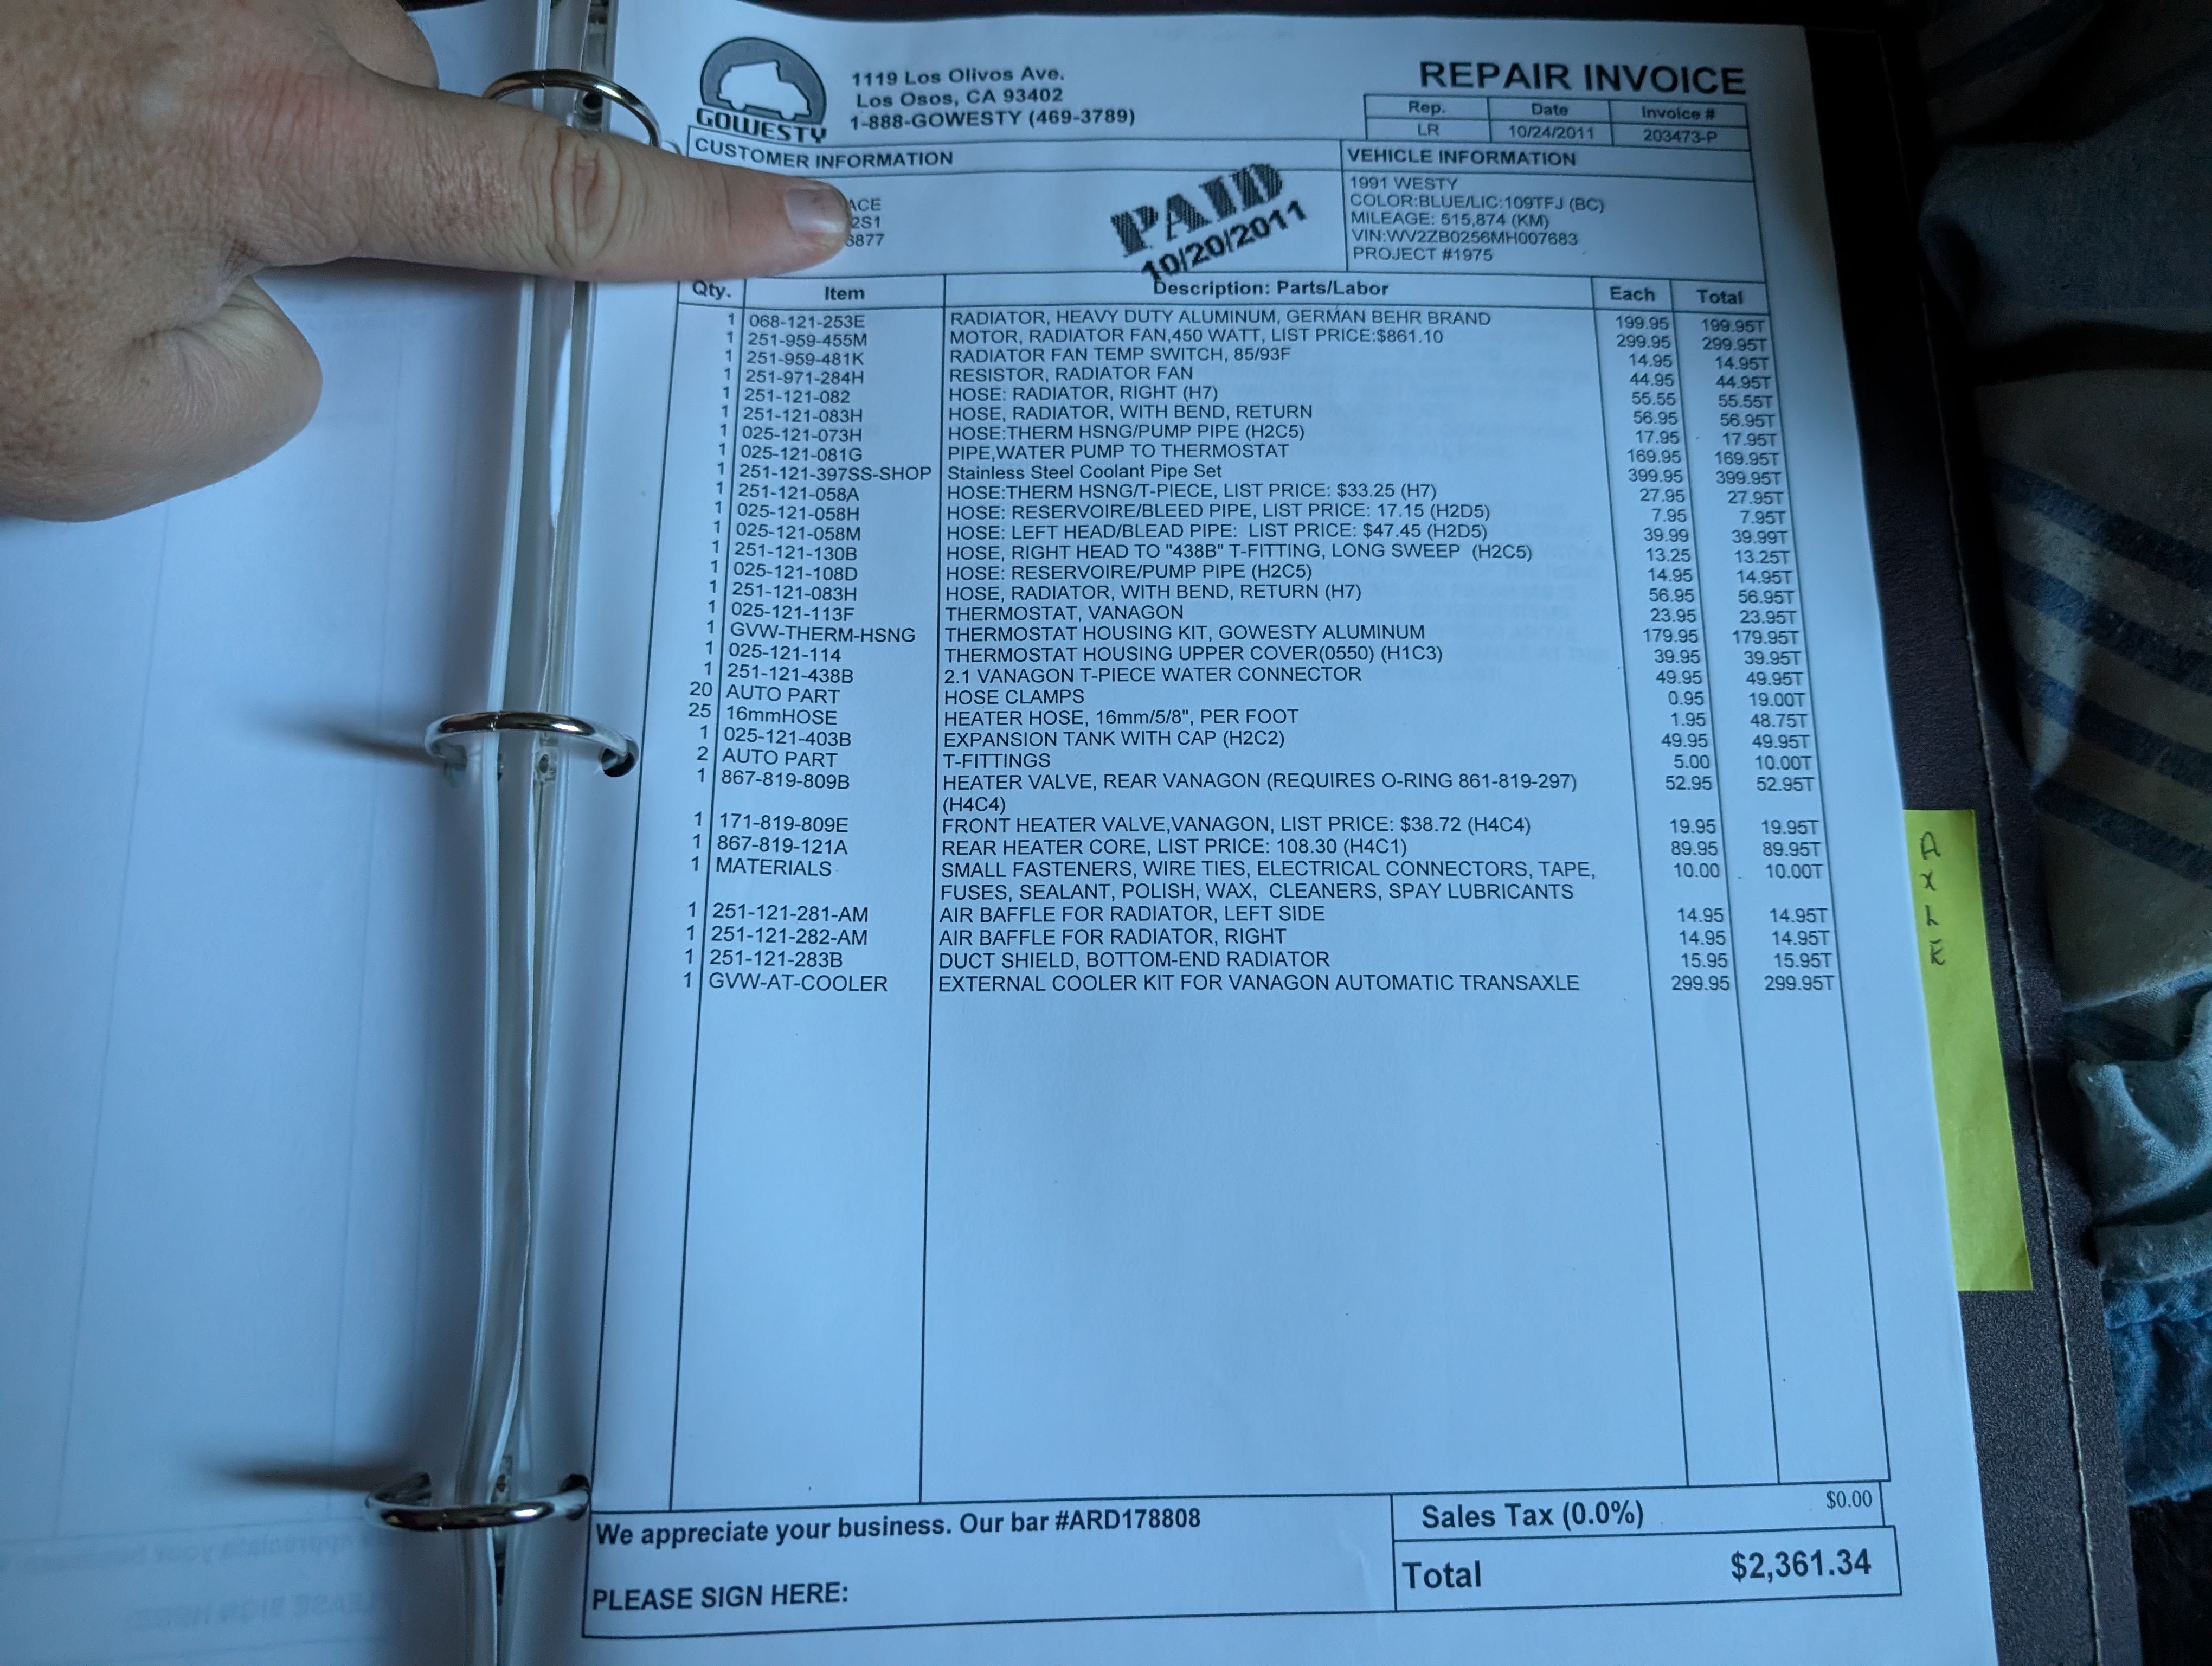 GOWESTY
1119 Los Olivos Ave.
Los Osos, CA 93402
1-888-GOWESTY (469-3789)
REPAIR INVOICE
Rep. Date Invoice #
LR 10/24/2011 203473-P
CUSTOMER INFORMATION
ACE
2S1
6877
PAID
10/20/2011
VEHICLE INFORMATION
1991 WESTY
COLOR:BLUE/LIC:109TFJ (BC)
MILEAGE: 515,874 (KM)
VIN:WV2ZB0256MH007683
PROJECT #1975
Qty. Item Description: Parts/Labor Each Total
1 068-121-253E RADIATOR, HEAVY DUTY ALUMINUM, GERMAN BEHR BRAND 199.95 199.95T
1 251-959-455M MOTOR, RADIATOR FAN,450 WATT, LIST PRICE:$861.10 299.95 299.95T
1 251-959-481K RADIATOR FAN TEMP SWITCH, 85/93F 14.95 14.95T
1 251-971-284H RESISTOR, RADIATOR FAN 44.95 44.95T
1 251-121-082 HOSE: RADIATOR, RIGHT (H7) 55.55 55.55T
1 251-121-083H HOSE, RADIATOR, WITH BEND, RETURN 56.95 56.95T
1 025-121-073H HOSE:THERM HSNG/PUMP PIPE (H2C5) 17.95 17.95T
1 025-121-081G PIPE,WATER PUMP TO THERMOSTAT 169.95 169.95T
1 251-121-397SS-SHOP Stainless Steel Coolant Pipe Set 399.95 399.95T
1 251-121-058A HOSE:THERM HSNG/T-PIECE, LIST PRICE: $33.25 (H7) 27.95 27.95T
1 025-121-058H HOSE: RESERVOIRE/BLEED PIPE, LIST PRICE: 17.15 (H2D5) 7.95 7.95T
1 025-121-058M HOSE: LEFT HEAD/BLEAD PIPE: LIST PRICE: $47.45 (H2D5) 39.99 39.99T
1 251-121-130B HOSE, RIGHT HEAD TO "438B" T-FITTING, LONG SWEEP (H2C5) 13.25 13.25T
1 025-121-108D HOSE: RESERVOIRE/PUMP PIPE (H2C5) 14.95 14.95T
1 251-121-083H HOSE, RADIATOR, WITH BEND, RETURN (H7) 56.95 56.95T
1 025-121-113F THERMOSTAT, VANAGON 23.95 23.95T
1 GVW-THERM-HSNG THERMOSTAT HOUSING KIT, GOWESTY ALUMINUM 179.95 179.95T
1 025-121-114 THERMOSTAT HOUSING UPPER COVER(0550) (H1C3) 39.95 39.95T
1 251-121-438B 2.1 VANAGON T-PIECE WATER CONNECTOR 49.95 49.95T
20 AUTO PART HOSE CLAMPS 0.95 19.00T
25 16mmHOSE HEATER HOSE, 16mm/5/8", PER FOOT 1.95 48.75T
1 025-121-403B EXPANSION TANK WITH CAP (H2C2) 49.95 49.95T
2 AUTO PART T-FITTINGS 5.00 10.00T
1 867-819-809B HEATER VALVE, REAR VANAGON (REQUIRES O-RING 861-819-297) 52.95 52.95T
(H4C4)
1 171-819-809E FRONT HEATER VALVE,VANAGON, LIST PRICE: $38.72 (H4C4) 19.95 19.95T
1 867-819-121A REAR HEATER CORE, LIST PRICE: 108.30 (H4C1) 89.95 89.95T
1 MATERIALS SMALL FASTENERS, WIRE TIES, ELECTRICAL CONNECTORS, TAPE, 10.00 10.00T
FUSES, SEALANT, POLISH, WAX, CLEANERS, SPAY LUBRICANTS
1 251-121-281-AM AIR BAFFLE FOR RADIATOR, LEFT SIDE 14.95 14.95T
1 251-121-282-AM AIR BAFFLE FOR RADIATOR, RIGHT 14.95 14.95T
1 251-121-283B DUCT SHIELD, BOTTOM-END RADIATOR 15.95 15.95T
1 GVW-AT-COOLER EXTERNAL COOLER KIT FOR VANAGON AUTOMATIC TRANSAXLE 299.95 299.95T
AXLE
We appreciate your business. Our bar #ARD178808
PLEASE SIGN HERE:
Sales Tax (0.0%) $0.00
Total $2,361.34